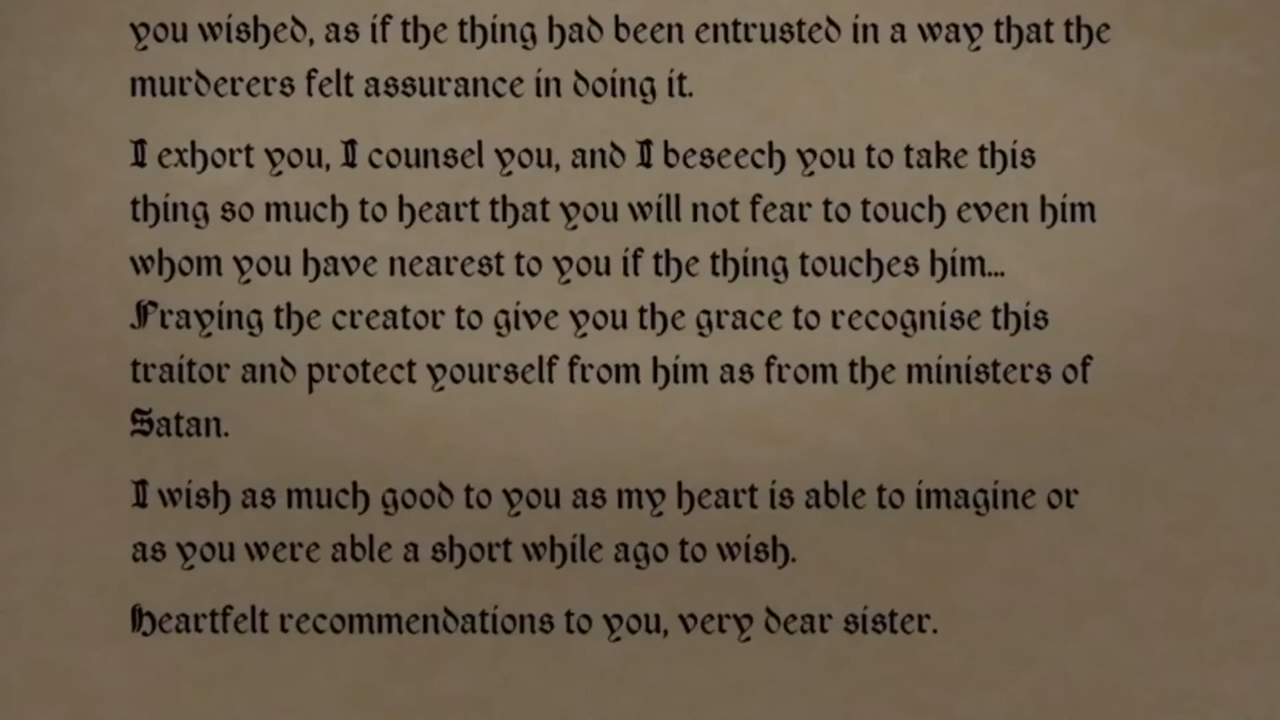 you wished, as if the thing had been entrusted in a way that the
murderers felt assurance in doing it.
I exhort you, I counsel you, and I beseech you to take this
thing so much to heart that you will not fear to touch even him
whom you have nearest to you if the thing touches him...
Praying the creator to give you the grace to recognise this
traitor and protect yourself from him as from the ministers of
Satan.
I wish as much good to you as my heart is able to imagine or
as you were able a short while ago to wish.
Heartfelt recommendations to you, very dear sister.